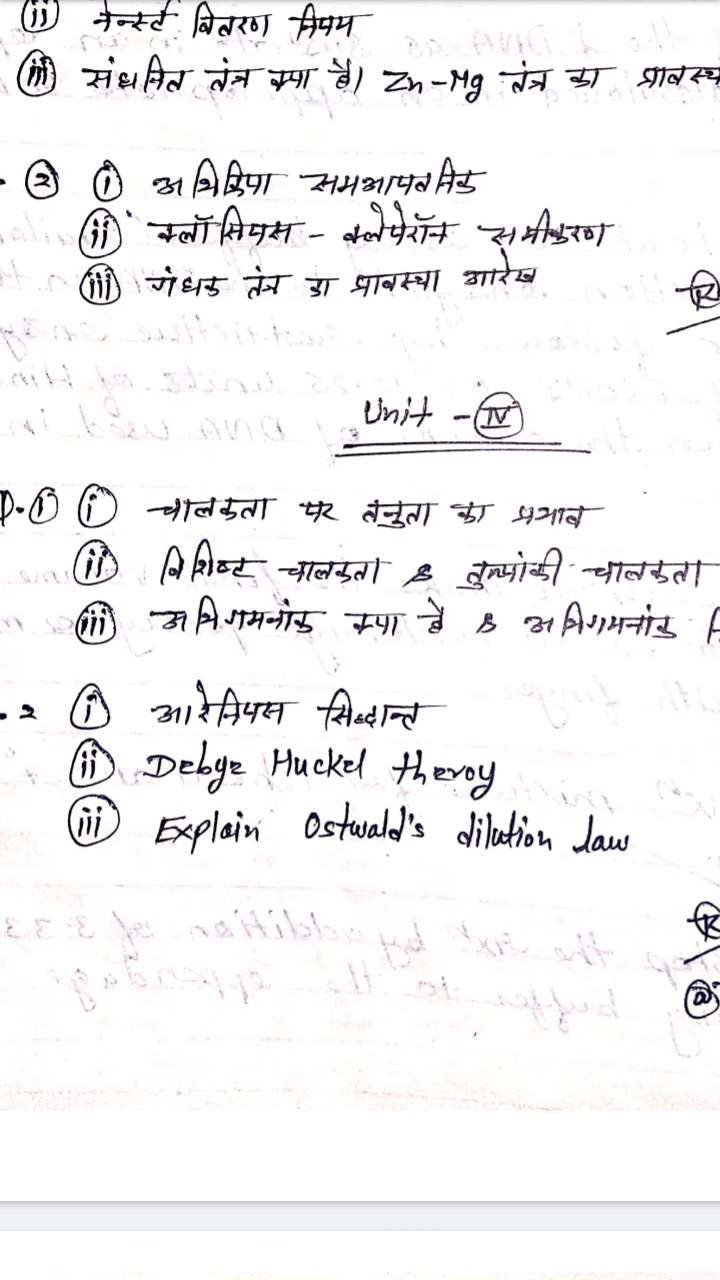 (ii) नेर्न्स्ट वितरण नियम
(iii) संघनित तंत्र क्या है। Zn-Mg तंत्र का
② (i) अभिक्रिया समआयतनिक
(ii) क्लॉसियस - क्लेपेरॉन समीकरण
(iii) गंधक तंत्र का प्रावस्था आरेख
Unit - (IV)
① (i) चालकता पर तनुता का प्रभाव
(ii) विशिष्ट चालकता & तुल्यांकी चालकता
(iii) अभिगमनांक क्या है & अभिगमनांक
. 2 (i) आरेनियस सिद्धान्त
(ii) Debye Huckel theroy
(iii) Explain Ostwald's dilution law